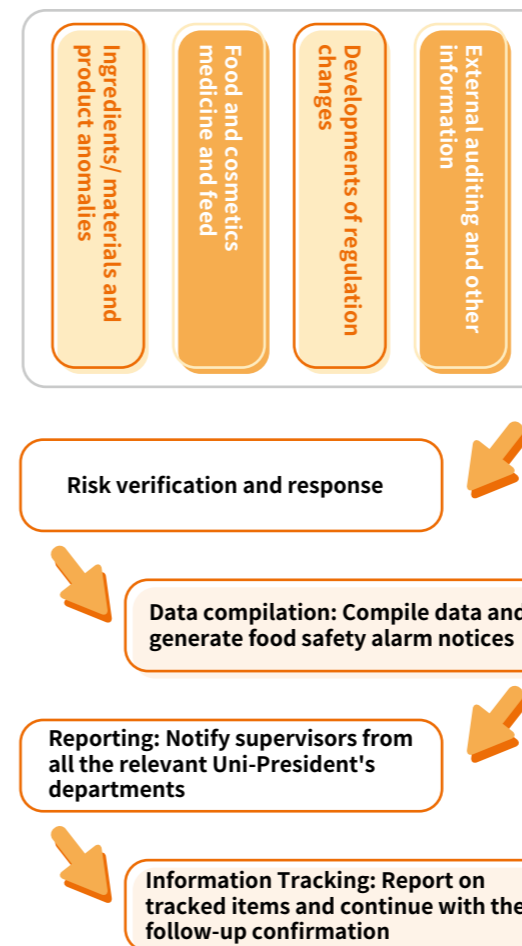 Ingredients/ materials and
product anomalies
Food and cosmetics
medicine and feed
Developments of regulation
changes
External auditing and other
information
Risk verification and response
Data compilation: Compile data and
generate food safety alarm notices
Reporting: Notify supervisors from
all the relevant Uni-President's
departments
Information Tracking: Report on
tracked items and continue with the
follow-up confirmation